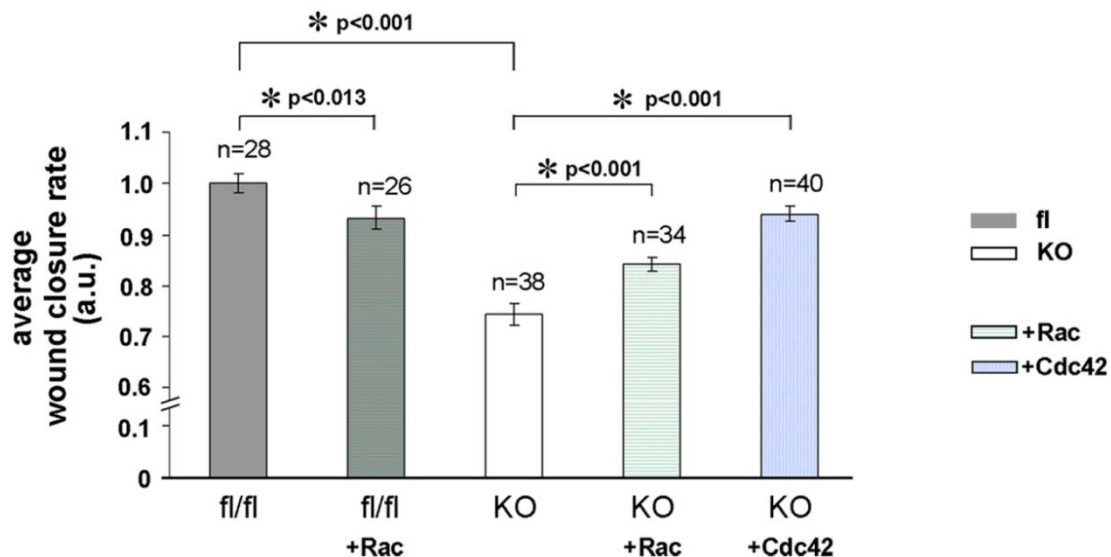 * p<0.001
* p<0.013
* p<0.001
* p<0.001
average
wound closure rate
(a.u.)
1.1
1.0
0.9
0.8
0.7
0.6
0.1
0
n=28
n=26
n=38
n=34
n=40
fl/fl
fl/fl
+Rac
KO
KO
+Rac
KO
+Cdc42
fl
KO
+Rac
+Cdc42